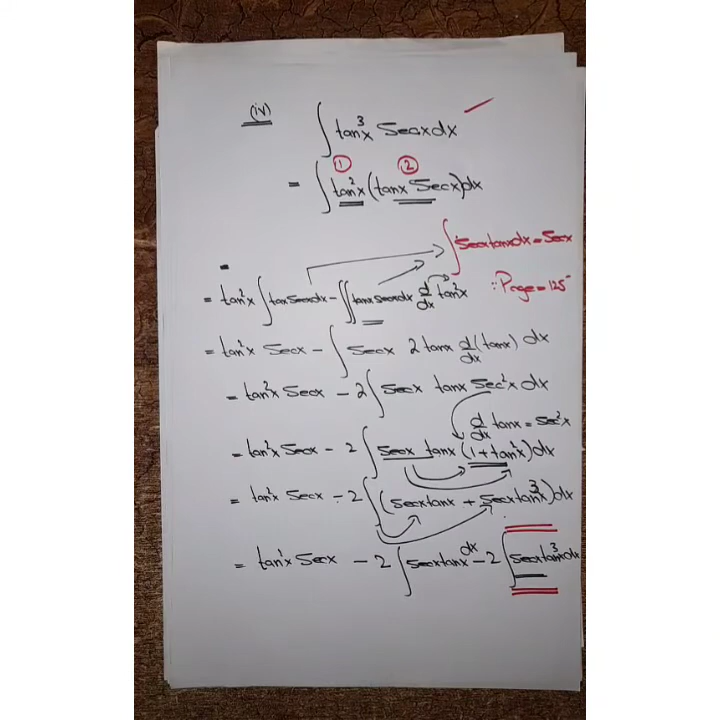 (iv) ∫ tan³x Secx dx
① ②
= ∫ tan²x (tanx Secx) dx
∫ Secx tanx dx = Secx
= tan²x ∫ tanx secx dx - ∫∫ tanx secx dx d/dx tan²x ∵ Page = 125
= tan²x Secx - ∫ Secx 2 tanx d/dx (tanx) dx
= tan²x Secx - 2 ∫ Secx tanx Sec²x dx
d/dx tanx = Sec²x
= tan²x Secx - 2 ∫ Secx tanx (1 + tan²x) dx
= tan²x Secx - 2 ∫ (Secx tanx + Secx tan³x) dx
= tan²x Secx - 2 ∫ Secx tanx dx - 2 ∫ Secx tan³x dx